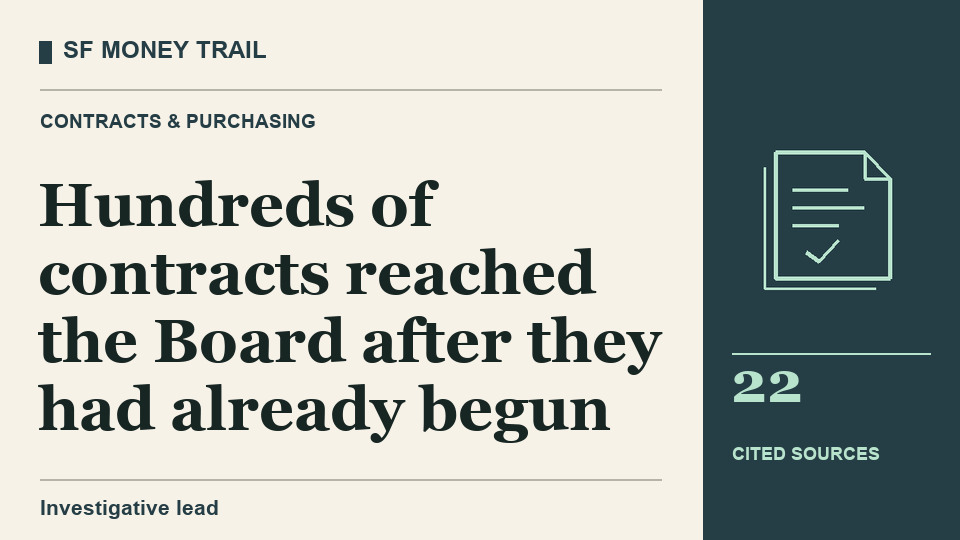 SF MONEY TRAIL
CONTRACTS & PURCHASING
Hundreds of
contracts reached
the Board after they
had already begun
Investigative lead
22
CITED SOURCES